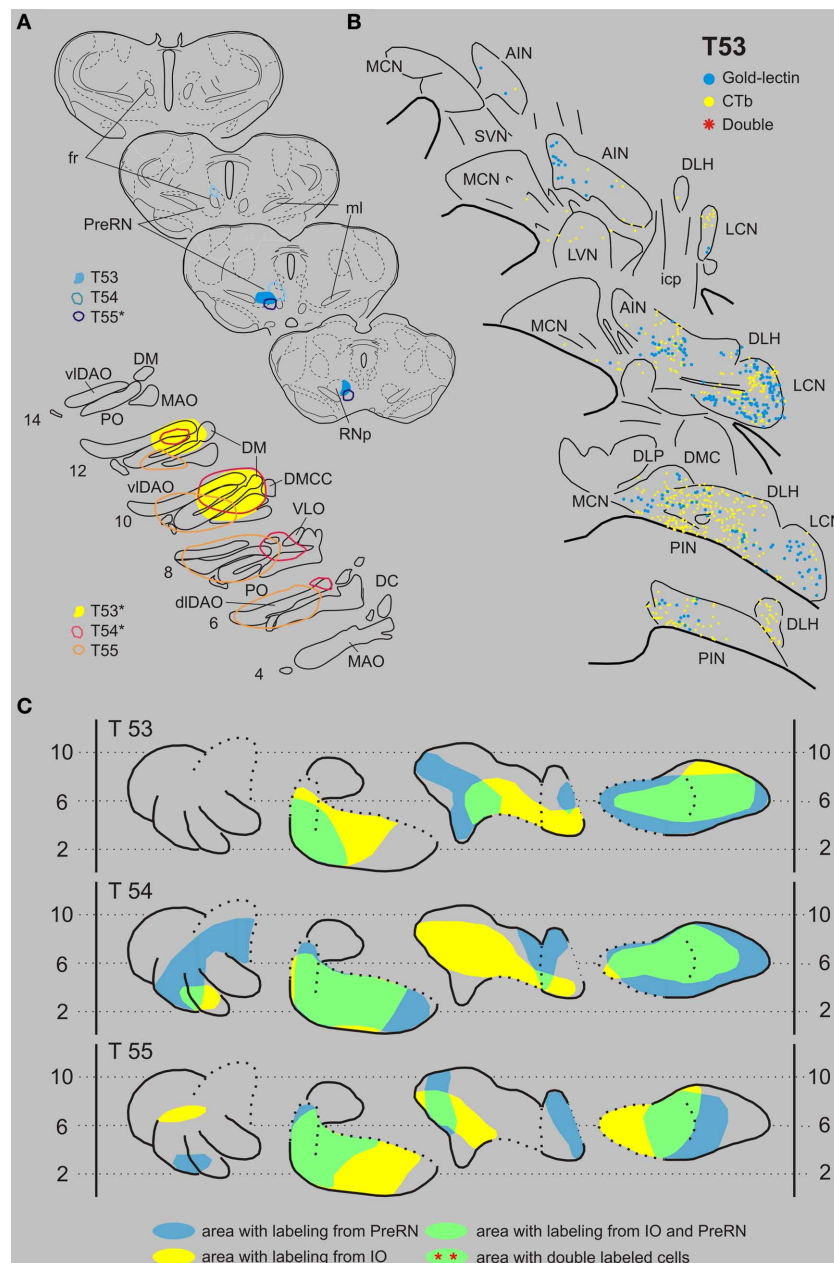 A
fr
PreRN
ml
T53
T54
T55*
RNp
DM
vlDAO
MAO
PO
14
DM
12
vlDAO
DMCC
10
VLO
8
PO
DC
dlDAO
6
MAO
4
T53*
T54*
T55
B
T53
Gold-lectin
CTb
Double
MCN
AIN
SVN
AIN
MCN
DLH
LCN
LVN
icp
AIN
MCN
DLH
LCN
DLP
DMC
MCN
DLH
LCN
PIN
DLH
PIN
C
T 53
10 10
6 6
2 2
T 54
10 10
6 6
2 2
T 55
10 10
6 6
2 2
area with labeling from PreRN
area with labeling from IO and PreRN
area with labeling from IO
** area with double labeled cells